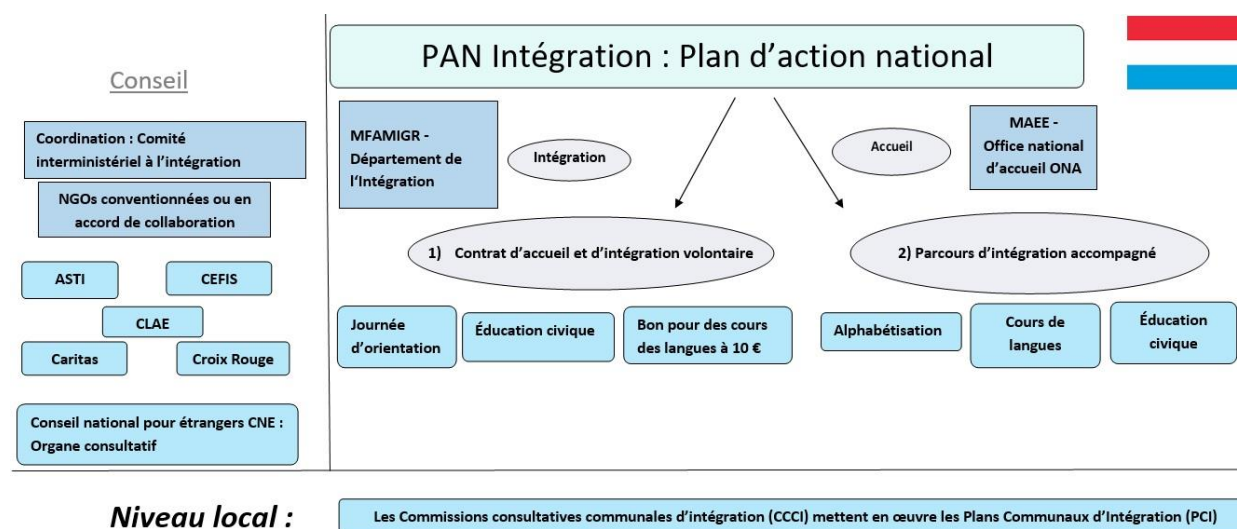 PAN Intégration : Plan d’action national
Conseil
Coordination : Comité
interministériel à l’intégration
NGOs conventionnées ou en
accord de collaboration
ASTI
CEFIS
CLAE
Caritas
Croix Rouge
Conseil national pour étrangers CNE :
Organe consultatif
MFAMIGR -
Département de
l‘Intégration
Intégration
Accueil
MAEE -
Office national
d’accueil ONA
1) Contrat d’accueil et d’intégration volontaire
2) Parcours d’intégration accompagné
Journée
d’orientation
Éducation civique
Bon pour des cours
des langues à 10 €
Alphabétisation
Cours de
langues
Éducation
civique
Niveau local :
Les Commissions consultatives communales d’intégration (CCCI) mettent en œuvre les Plans Communaux d’Intégration (PCI)